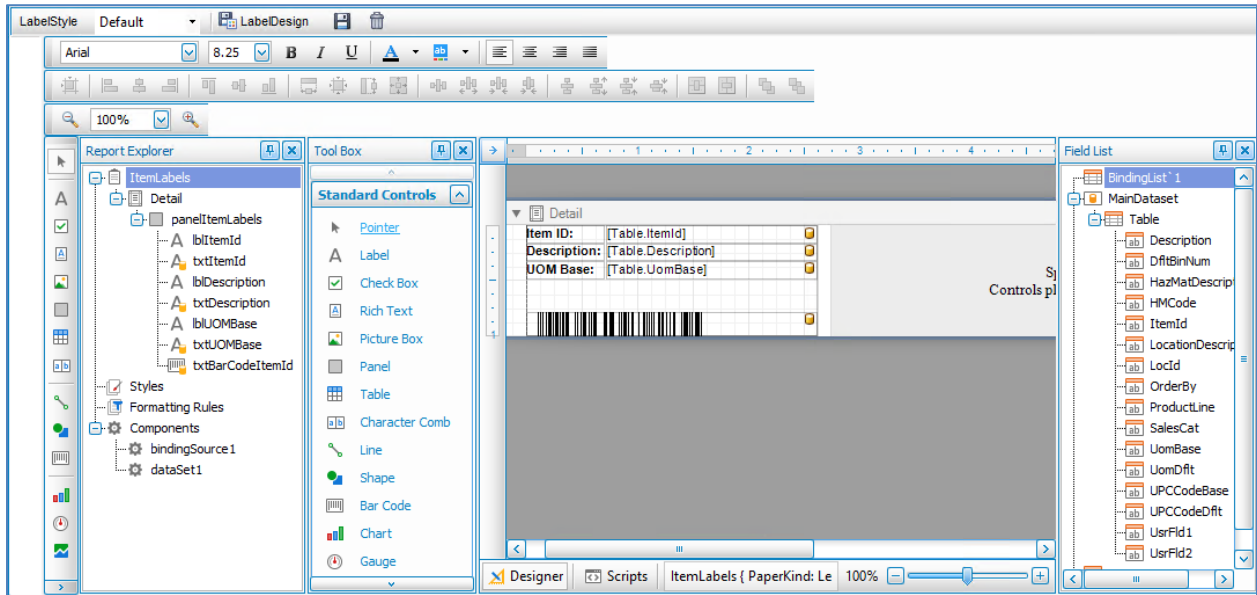 LabelStyle Default LabelDesign
Arial 8.25 B I U A ab
100%
Report Explorer
ItemLabels
Detail
panelItemLabels
lblItemId
txtItemId
lblDescription
txtDescription
lblUOMBase
txtUOMBase
txtBarCodeItemId
Styles
Formatting Rules
Components
bindingSource1
dataSet1
Tool Box
Standard Controls
Pointer
Label
Check Box
Rich Text
Picture Box
Panel
Table
Character Comb
Line
Shape
Bar Code
Chart
Gauge
1 2 3 4
Detail
Item ID: [Table.ItemId]
Description: [Table.Description]
UOM Base: [Table.UomBase]
Controls pl
1
Designer Scripts ItemLabels { PaperKind: Le 100%
Field List
BindingList`1
MainDataset
Table
Description
DfltBinNum
HazMatDescrip
HMCode
ItemId
LocationDescrip
LocId
OrderBy
ProductLine
SalesCat
UomBase
UomDflt
UPCCodeBase
UPCCodeDflt
UsrFld1
UsrFld2